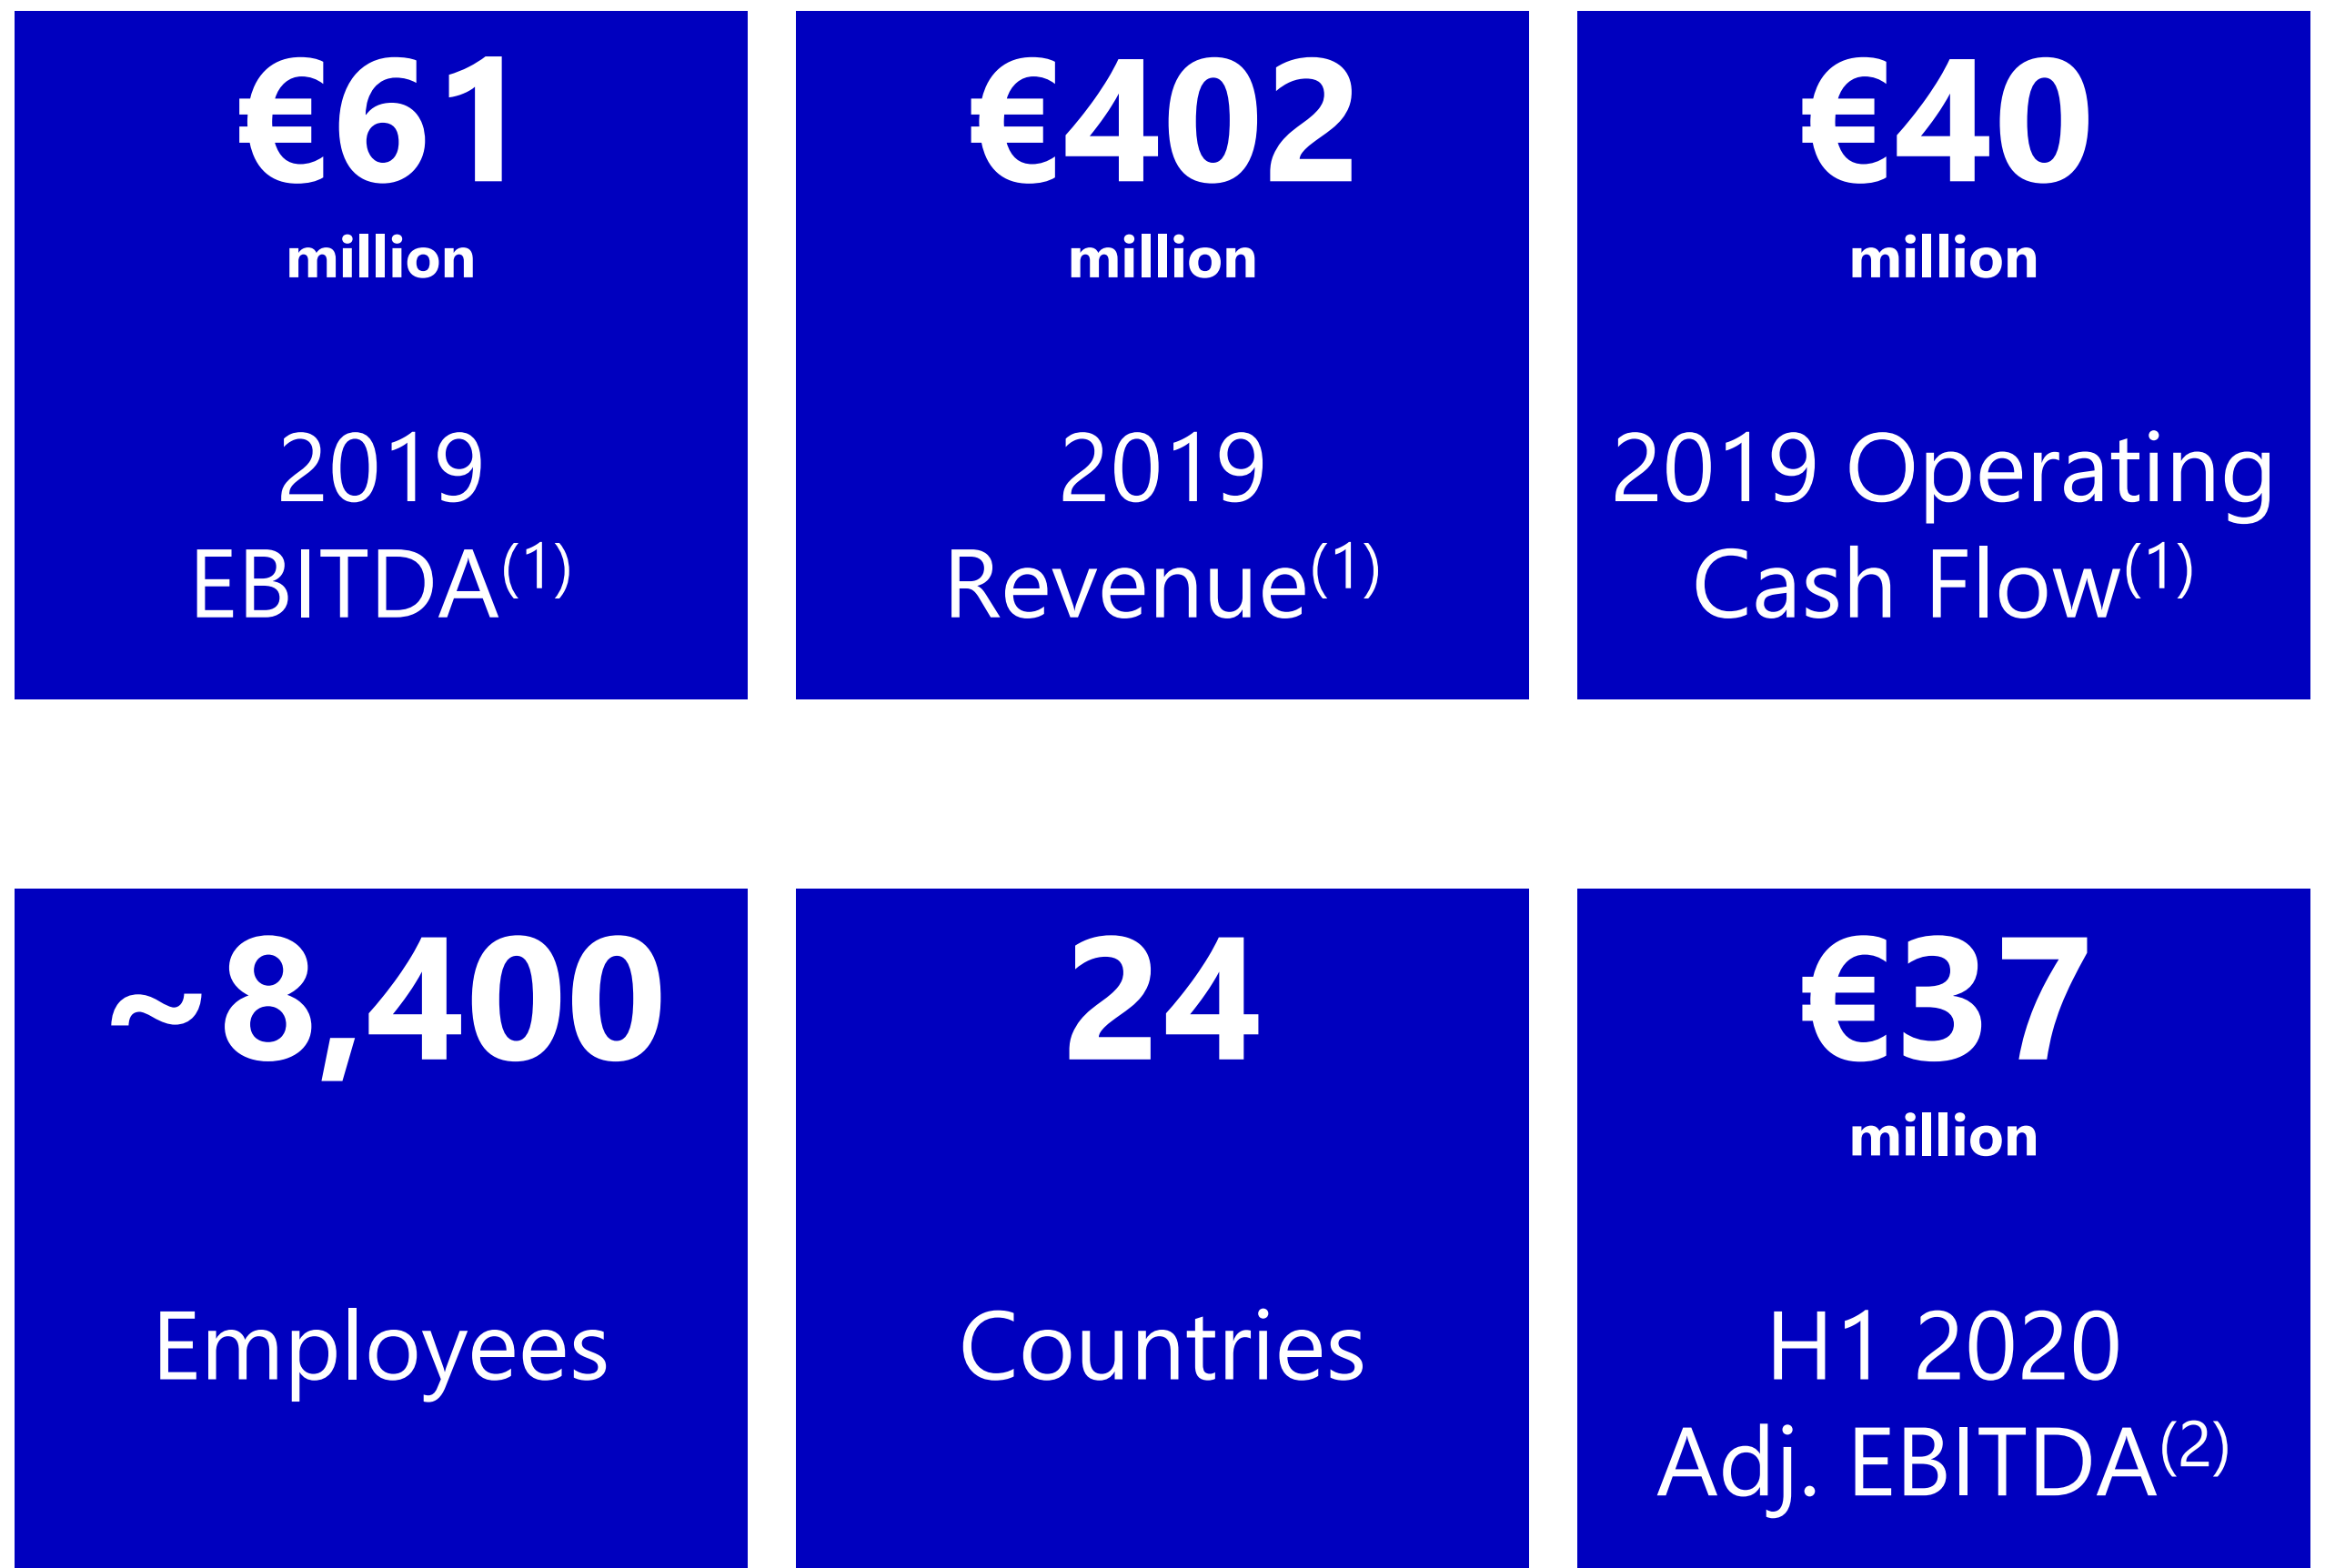 €61
million
2019
EBITDA(1)
€402
million
2019
Revenue(1)
€40
million
2019 Operating
Cash Flow(1)
~8,400
Employees
24
Countries
€37
million
H1 2020
Adj. EBITDA(2)